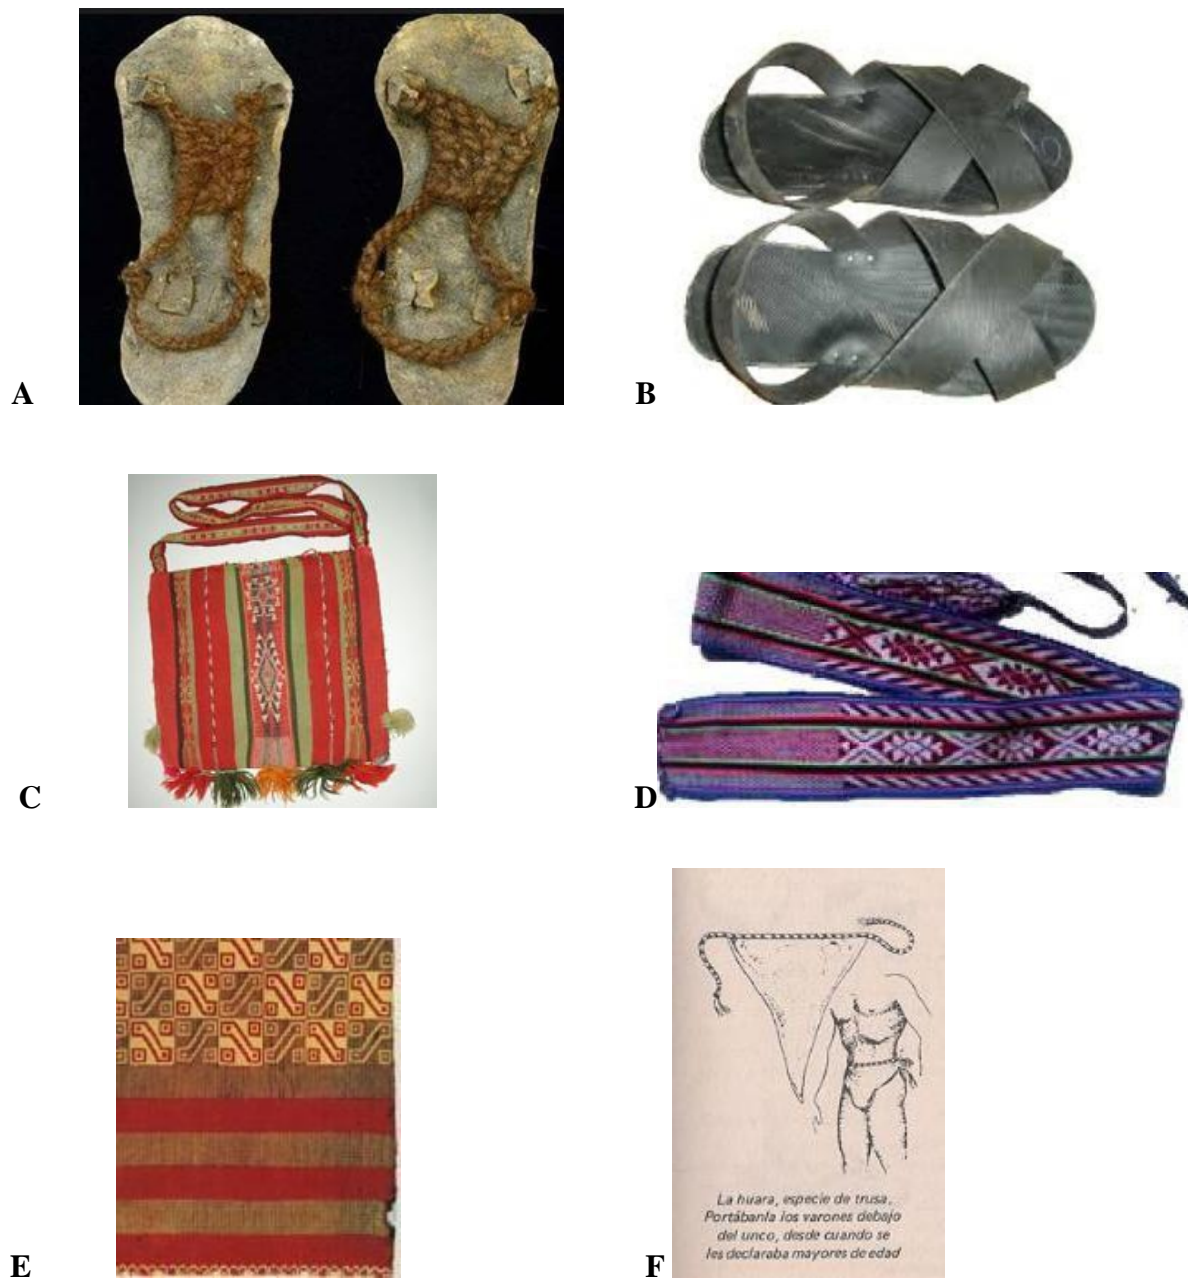 A
B
C
D
E
F
La huara, especie de trusa.
Portábanla los varones debajo
del unco, desde cuando se
les declaraba mayores de edad